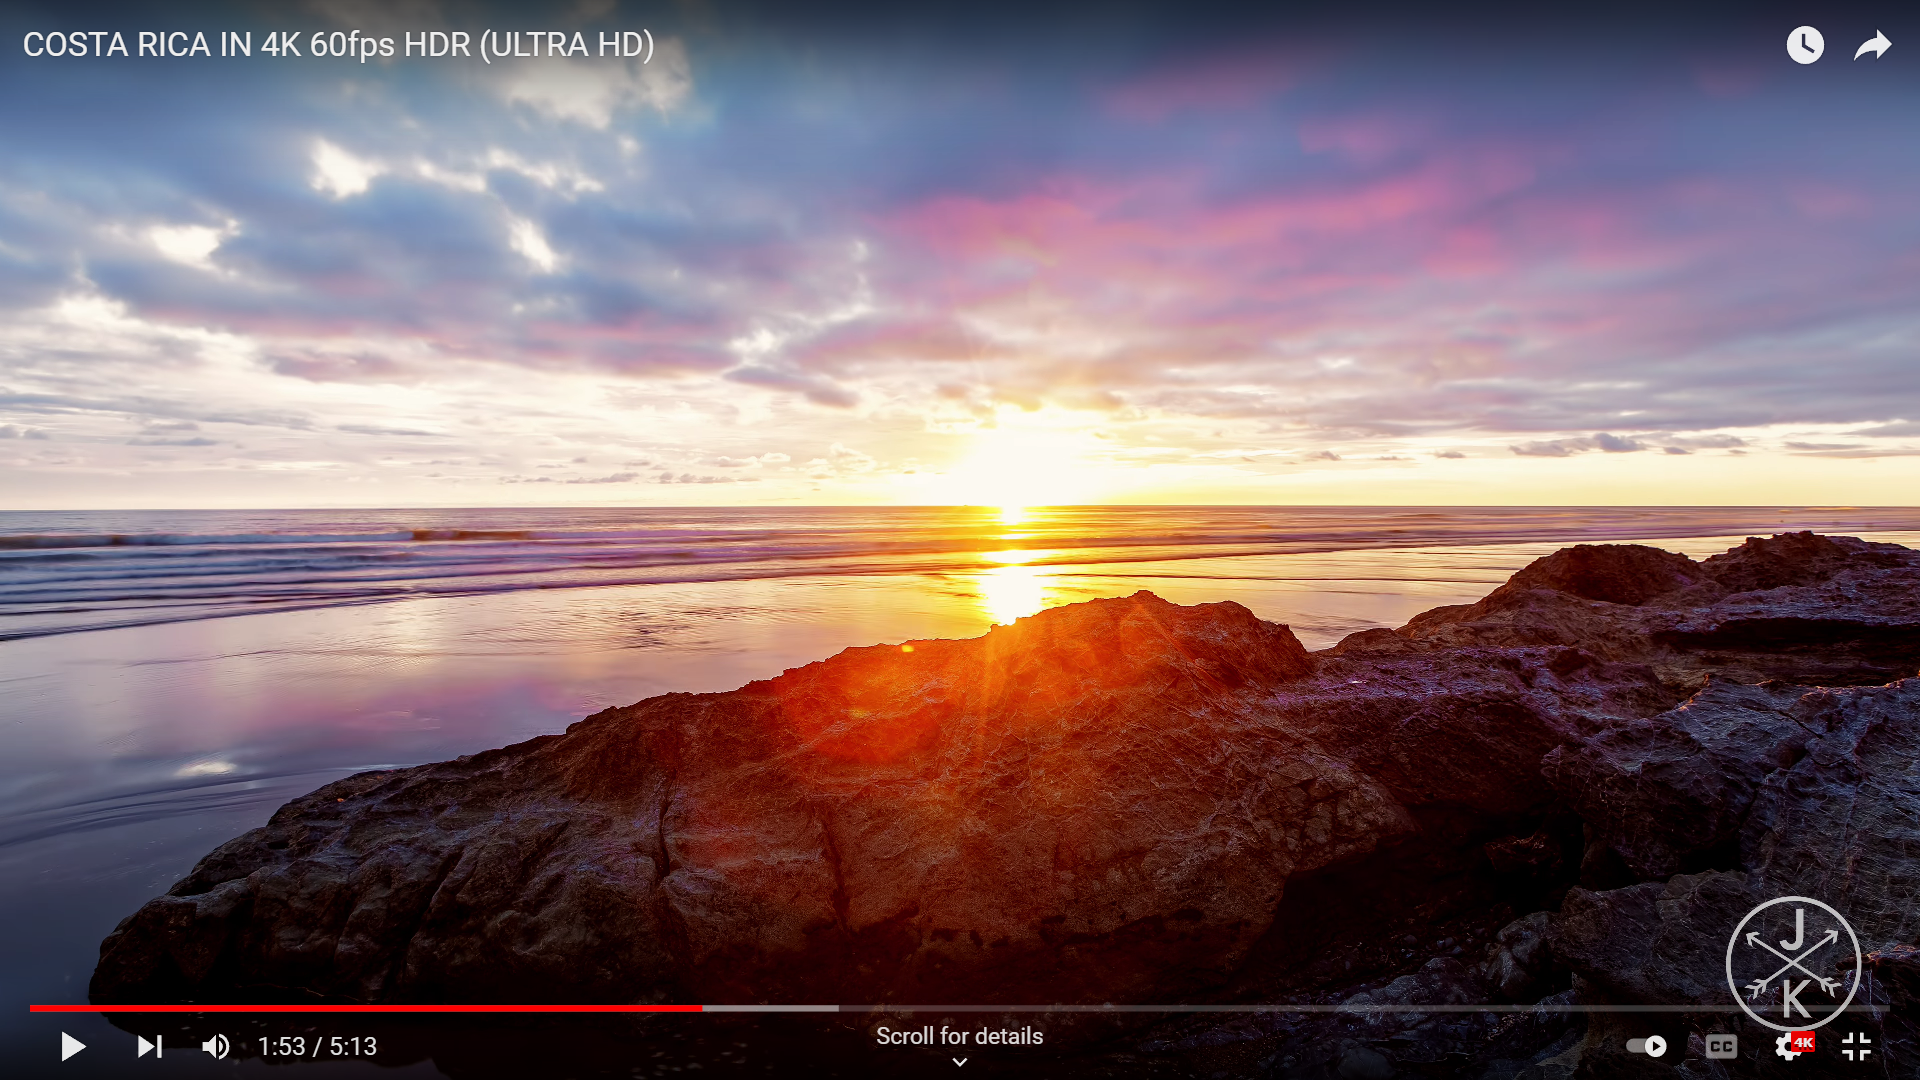 COSTA RICA IN 4K 60fps HDR (ULTRA HD)
J
K
1:53 / 5:13
Scroll for details
CC
4K